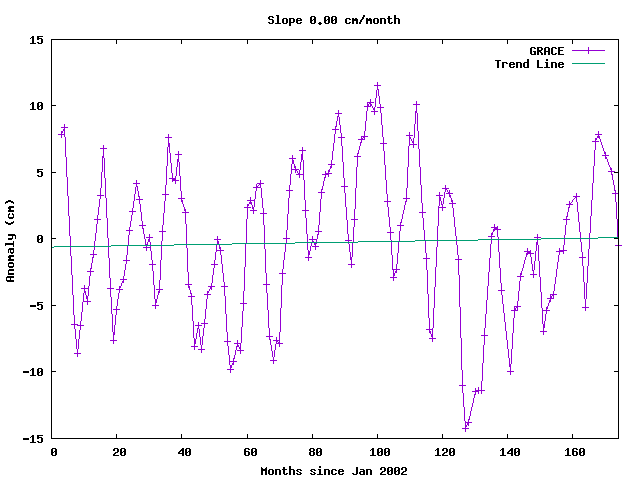 Slope 0.00 cm/month
GRACE
Trend Line
15
10
5
0
-5
-10
-15
Anomaly (cm)
0 20 40 60 80 100 120 140 160
Months since Jan 2002